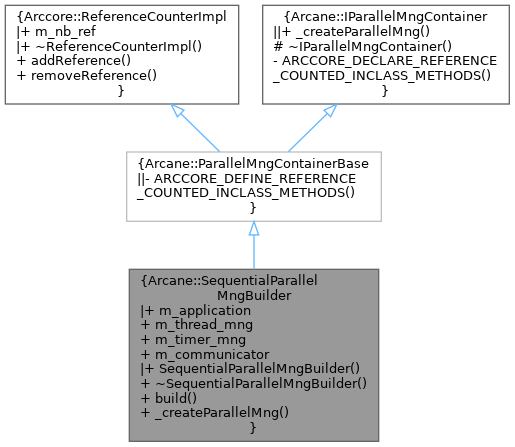 {Arccore::ReferenceCounterImpl
|+ m_nb_ref
|+ ~ReferenceCounterImpl()
+ addReference()
+ removeReference()
}
{Arcane::IParallelMngContainer
||+ _createParallelMng()
# ~IParallelMngContainer()
- ARCCORE_DECLARE_REFERENCE
_COUNTED_INCLASS_METHODS()
}
{Arcane::ParallelMngContainerBase
||- ARCCORE_DEFINE_REFERENCE
_COUNTED_INCLASS_METHODS()
}
{Arcane::SequentialParallel
MngBuilder
|+ m_application
+ m_thread_mng
+ m_timer_mng
+ m_communicator
|+ SequentialParallelMngBuilder()
+ ~SequentialParallelMngBuilder()
+ build()
+ _createParallelMng()
}